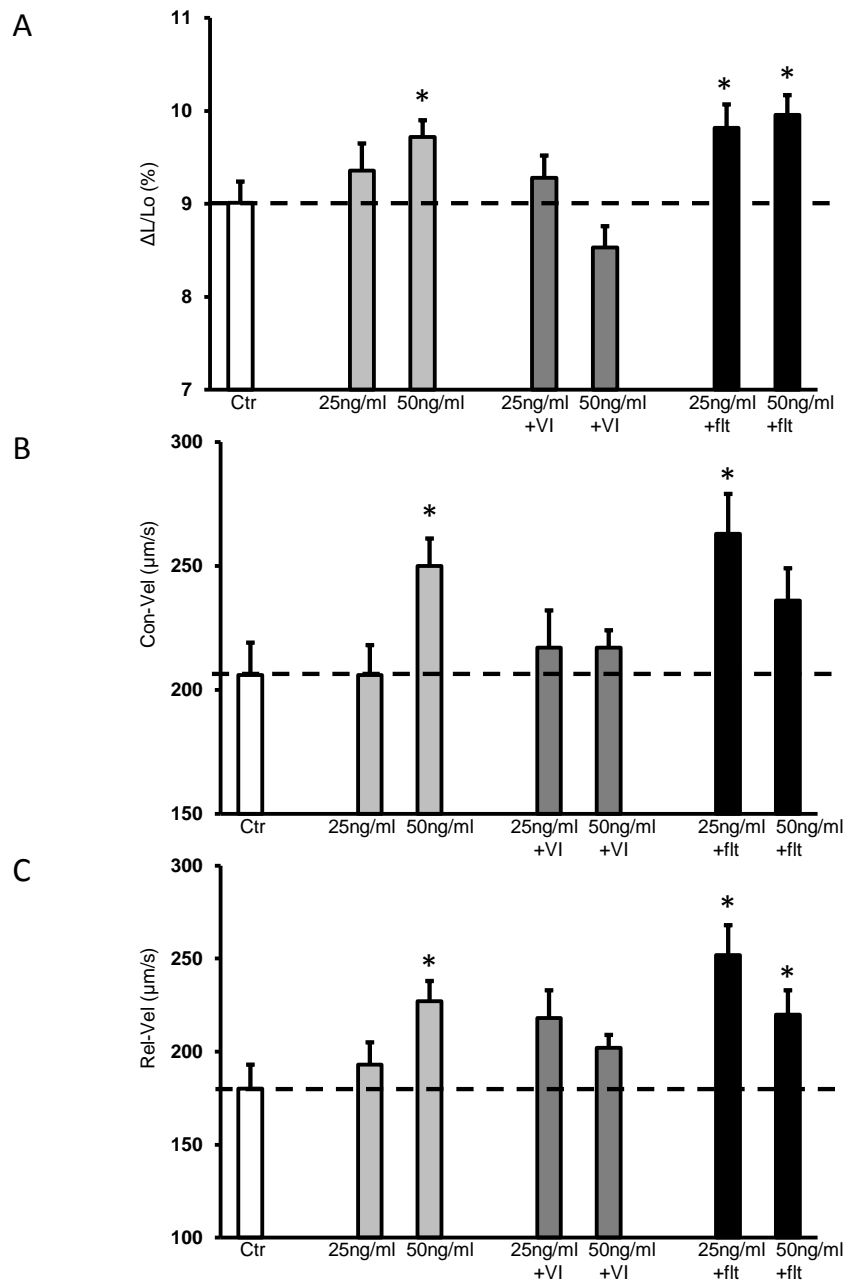 A
11
10
9
8
7
ΔL/Lo (%)
*
*
*
Ctr
25ng/ml
50ng/ml
25ng/ml
+VI
50ng/ml
+VI
25ng/ml
+flt
50ng/ml
+flt
B
300
250
200
150
Con-Vel (µm/s)
*
*
Ctr
25ng/ml
50ng/ml
25ng/ml
+VI
50ng/ml
+VI
25ng/ml
+flt
50ng/ml
+flt
C
300
250
200
150
100
Rel-Vel (µm/s)
*
*
*
Ctr
25ng/ml
50ng/ml
25ng/ml
+VI
50ng/ml
+VI
25ng/ml
+flt
50ng/ml
+flt